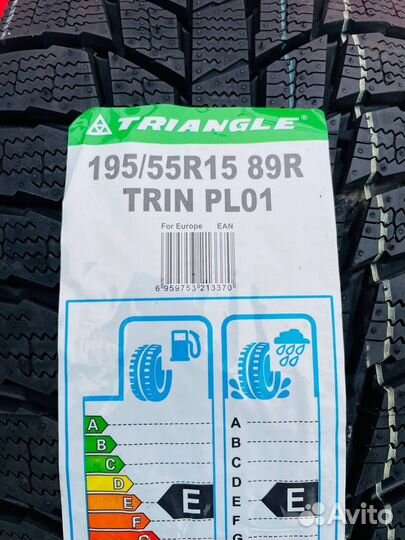 TRIANGLE
195/55R15 89R
TRIN PL01
For Europe EAN
6 959753 213370
A
B
C
D
E
F
G
E
A
B
C
D
E
F
G
E
Avito